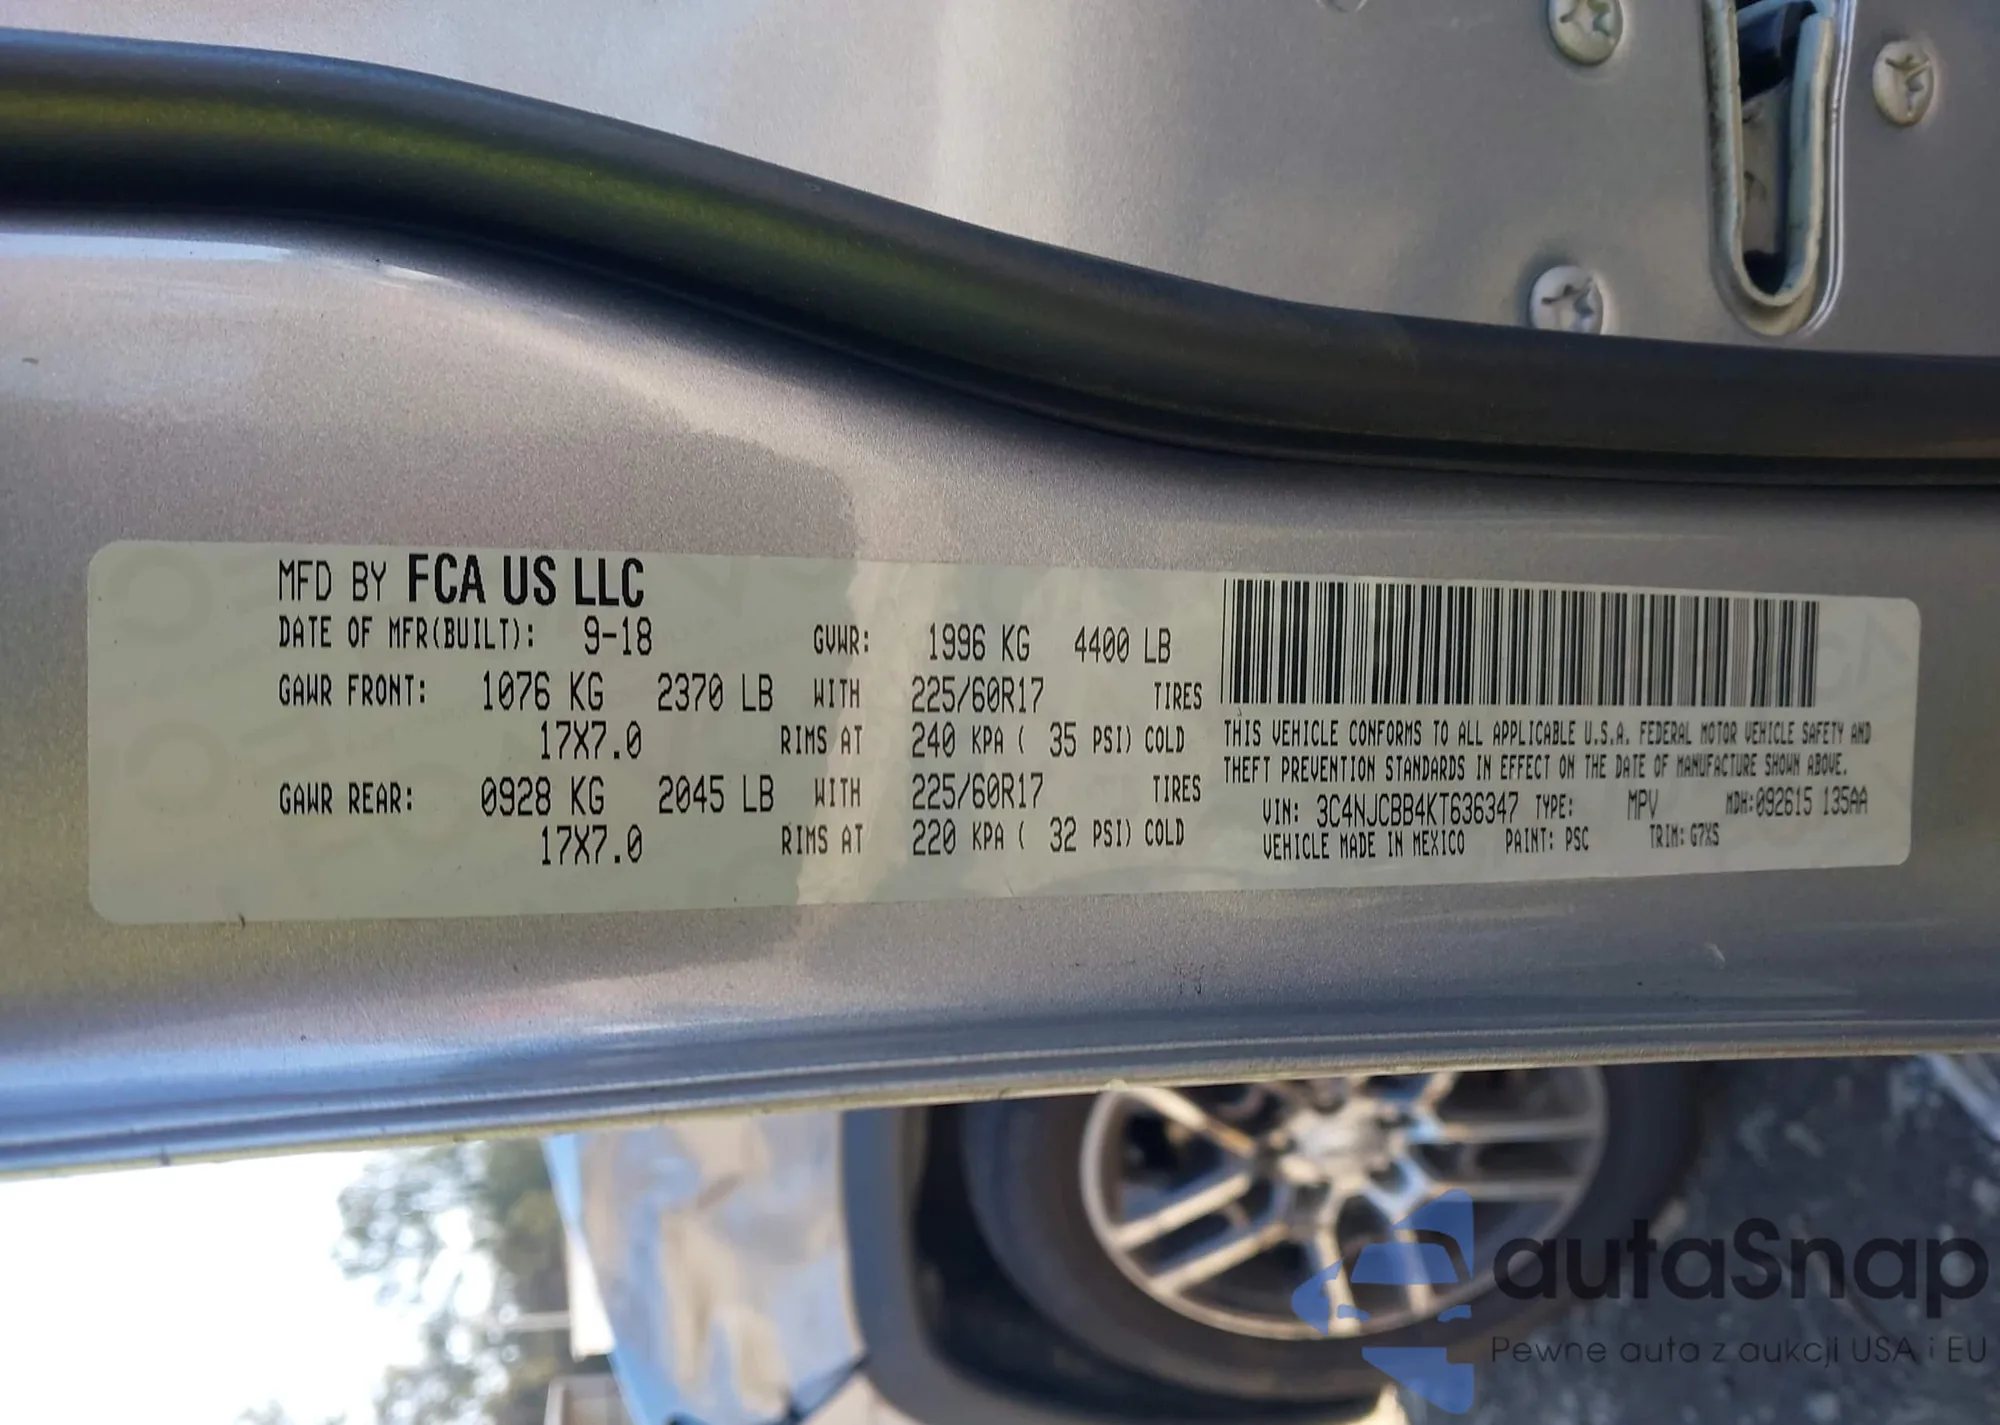 MFD BY FCA US LLC
DATE OF MFR(BUILT): 9-18 GVWR: 1996 KG 4400 LB
GAWR FRONT: 1076 KG 2370 LB WITH 225/60R17 TIRES
17X7.0 RIMS AT 240 KPA ( 35 PSI) COLD
GAWR REAR: 0928 KG 2045 LB WITH 225/60R17 TIRES
17X7.0 RIMS AT 220 KPA ( 32 PSI) COLD
THIS VEHICLE CONFORMS TO ALL APPLICABLE U.S.A. FEDERAL MOTOR VEHICLE SAFETY AND
THEFT PREVENTION STANDARDS IN EFFECT ON THE DATE OF MANUFACTURE SHOWN ABOVE.
VIN: 3C4NJCBB4KT636347 TYPE: MPV MDH:092615 135AA
VEHICLE MADE IN MEXICO PAINT: PSC TRIM: G7XS
autaSnap
Pewne auta z aukcji USA i EU